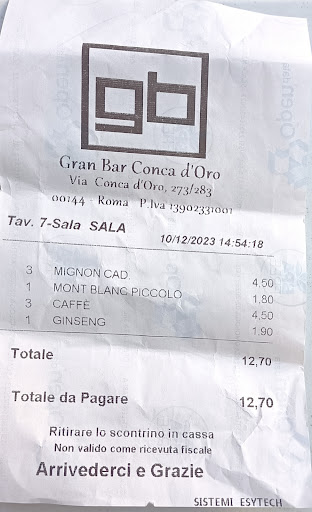 gb
Gran Bar Conca d'Oro
Via Conca d'Oro, 273/283
00144 - Roma P.Iva 13902331001
Tav. 7-Sala SALA
10/12/2023 14:54:18
3 MIGNON CAD. 4,50
1 MONT BLANC PICCOLO 1,80
3 CAFFÈ 4,50
1 GINSENG 1,90
Totale 12,70
Totale da Pagare 12,70
Ritirare lo scontrino in cassa
Non valido come ricevuta fiscale
Arrivederci e Grazie
SISTEMI ESYTECH